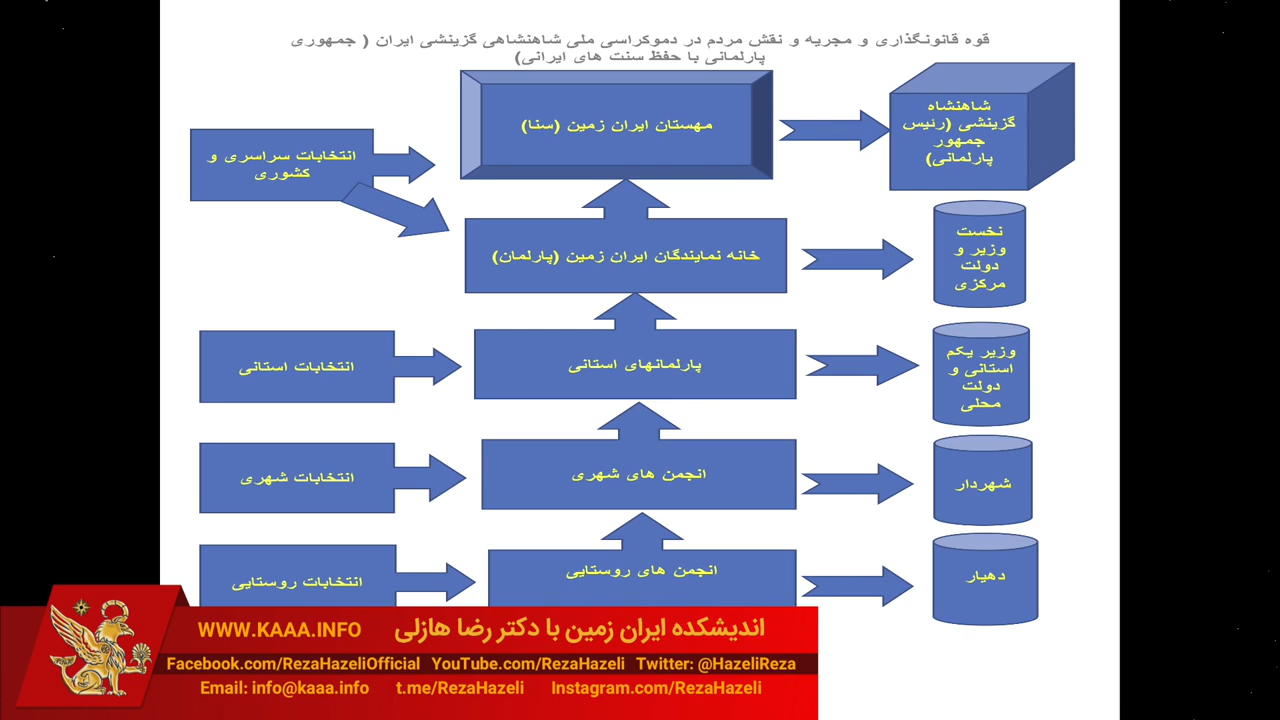 قوه قانونگذاری و مجریه و نقش مردم در دموکراسی ملی شاهنشاهی گزینشی ایران ( جمهوری
پارلمانی با حفظ سنت های ایرانی)
شاهنشاه
گزینشی (رئیس
جمهور
پارلمانی)
مهستان ایران زمین (سنا)
انتخابات سراسری و
کشوری
نخست
وزیر و
دولت
مرکزی
خانه نمایندگان ایران زمین (پارلمان)
وزیر یکم
استانی و
دولت
محلی
پارلمانهای استانی
انتخابات استانی
شهردار
انجمن های شهری
انتخابات شهری
دهیار
انجمن های روستایی
انتخابات روستایی
اندیشکده ایران زمین با دکتر رضا هازلی
WWW.KAAA.INFO
Facebook.com/RezaHazeliOfficial YouTube.com/RezaHazeli Twitter: @HazeliReza
Email: info@kaaa.info t.me/RezaHazeli Instagram.com/RezaHazeli